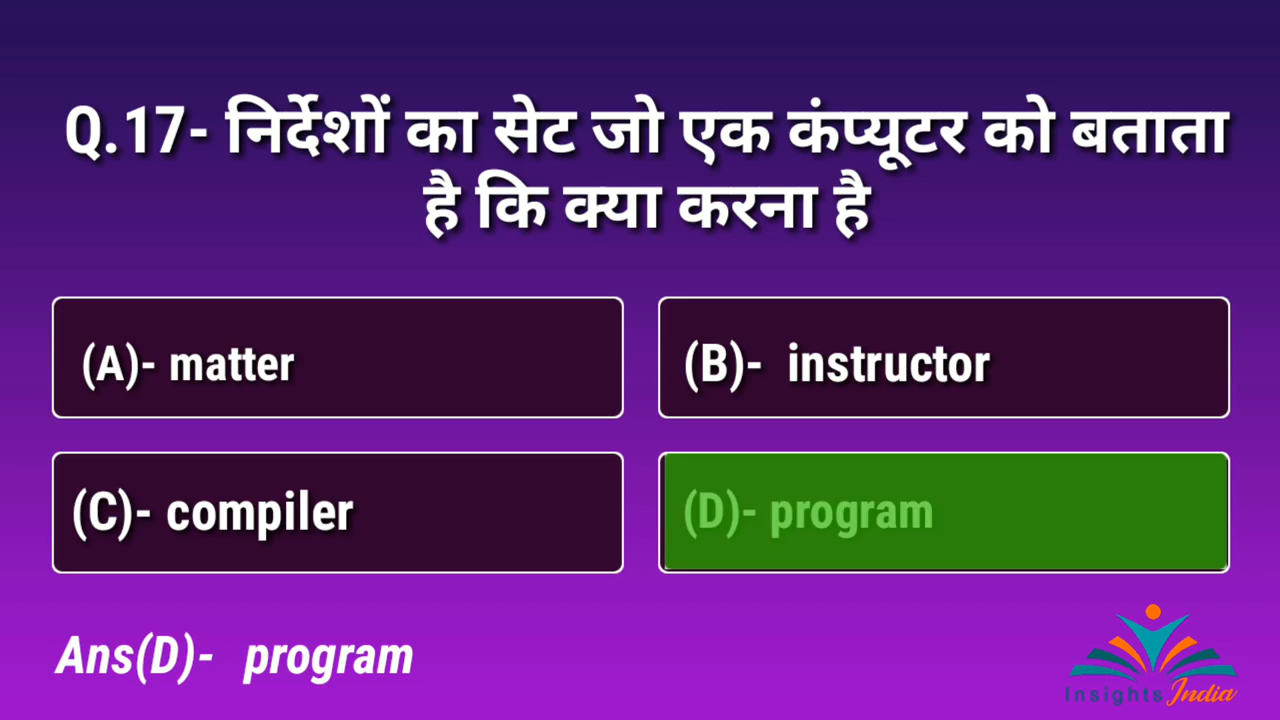 Q.17- निर्देशों का सेट जो एक कंप्यूटर को बताता
है कि क्या करना है
(A)- matter
(B)- instructor
(C)- compiler
(D)- program
Ans(D)- program
Insights India